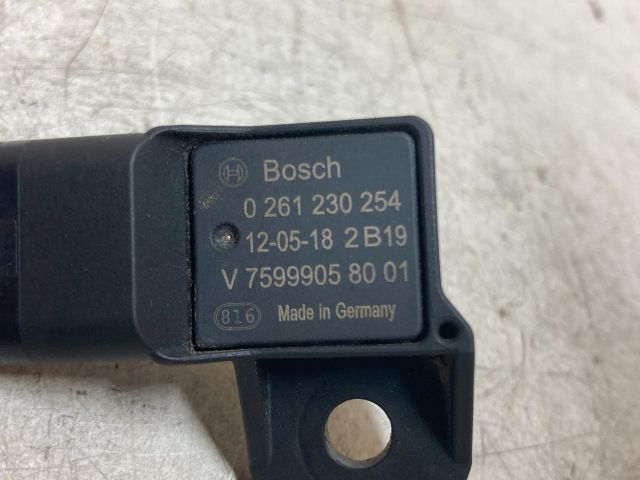 Bosch
0 261 230 254
12-05-18 2B19
V 7599905 80 01
816 Made in Germany